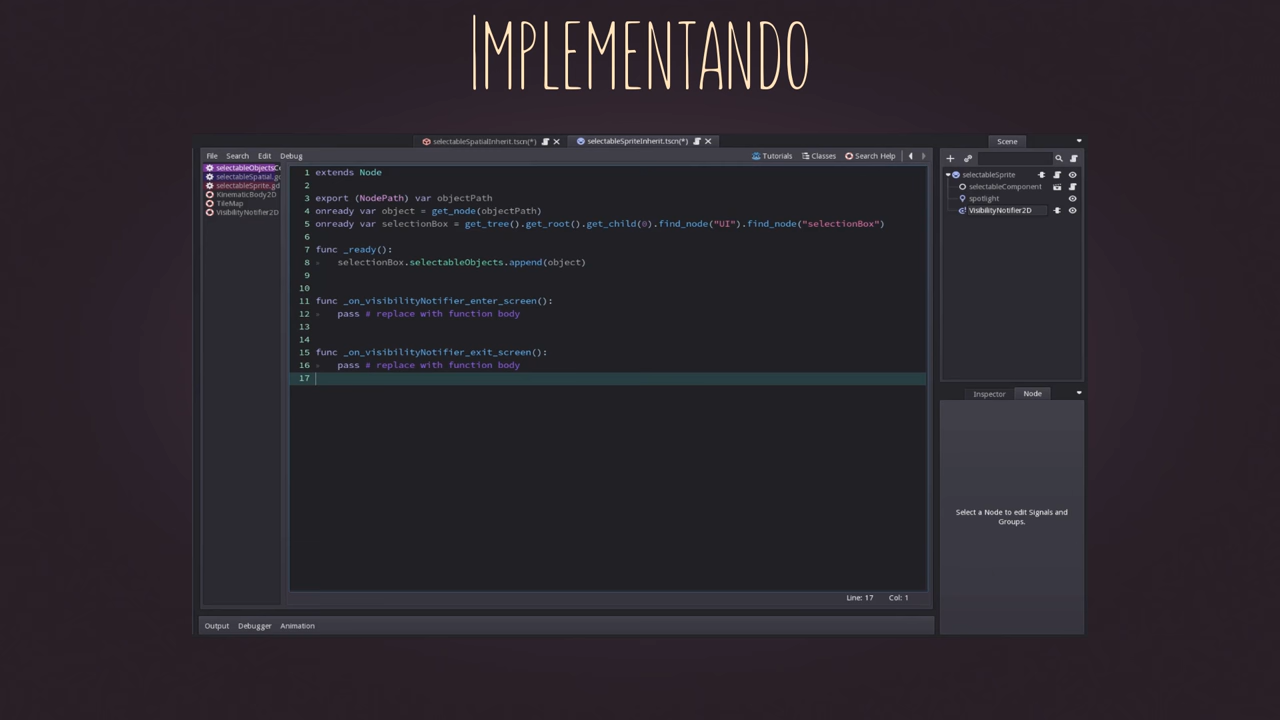 IMPLEMENTANDO
selectableSpatialInherit.tscn(*)
selectableSpriteInherit.tscn(*)
Scene
File Search Edit Debug
Tutorials Classes Search Help
selectableObjectsC
selectableSpatial.g
selectableSprite.gd
KinematicBody2D
TileMap
VisibilityNotifier2D
1 extends Node
2
3 export (NodePath) var objectPath
4 onready var object = get_node(objectPath)
5 onready var selectionBox = get_tree().get_root().get_child(0).find_node("UI").find_node("selectionBox")
6
7 func _ready():
8 selectionBox.selectableObjects.append(object)
9
10
11 func _on_visibilityNotifier_enter_screen():
12 pass # replace with function body
13
14
15 func _on_visibilityNotifier_exit_screen():
16 pass # replace with function body
17
Line: 17 Col: 1
selectableSprite
selectableComponent
spotlight
VisibilityNotifier2D
Inspector Node
Select a Node to edit Signals and
Groups.
Output Debugger Animation